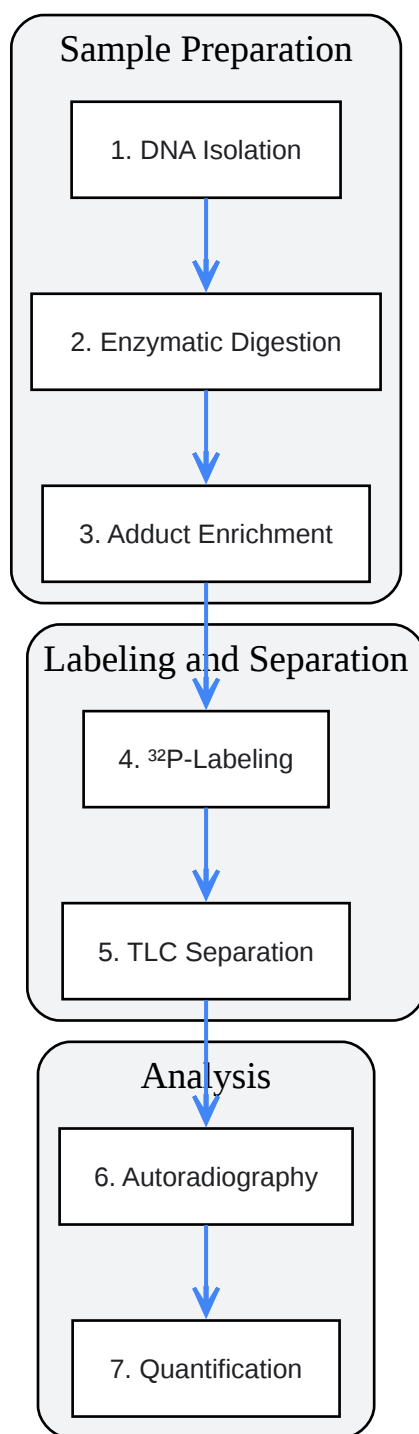 Sample Preparation
1. DNA Isolation
2. Enzymatic Digestion
3. Adduct Enrichment
Labeling and Separation
4. ³²P-Labeling
5. TLC Separation
Analysis
6. Autoradiography
7. Quantification